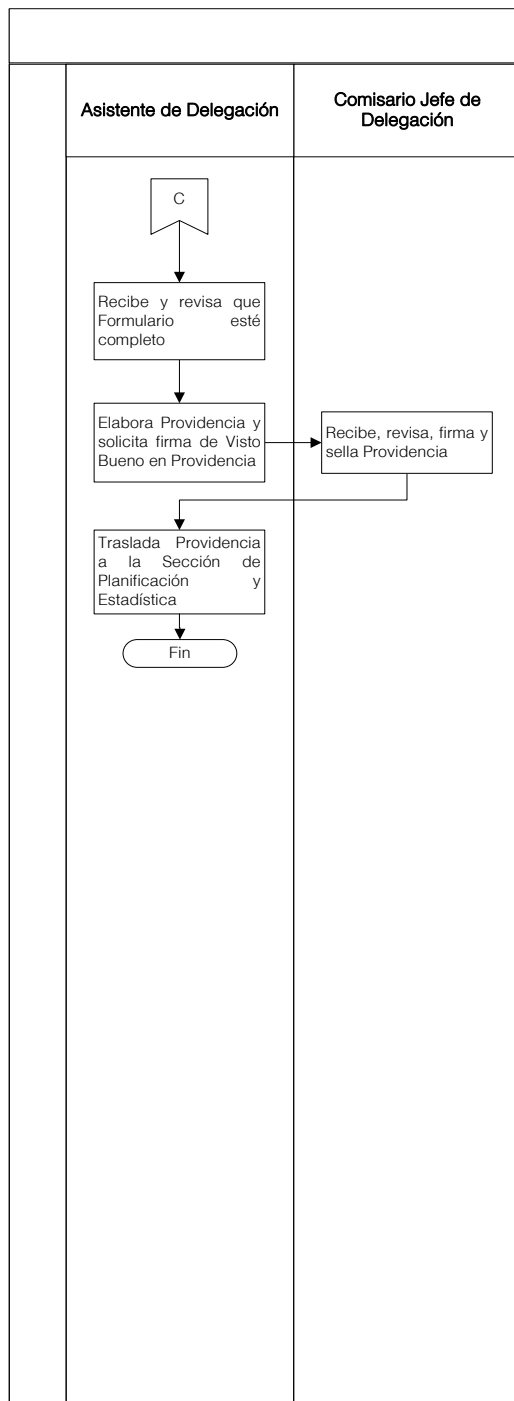 Asistente de Delegación
Comisario Jefe de
Delegación
C
Recibe y revisa que
Formulario esté
completo
Elabora Providencia y
solicita firma de Visto
Bueno en Providencia
Recibe, revisa, firma y
sella Providencia
Traslada Providencia
a la Sección de
Planificación y
Estadística
Fin